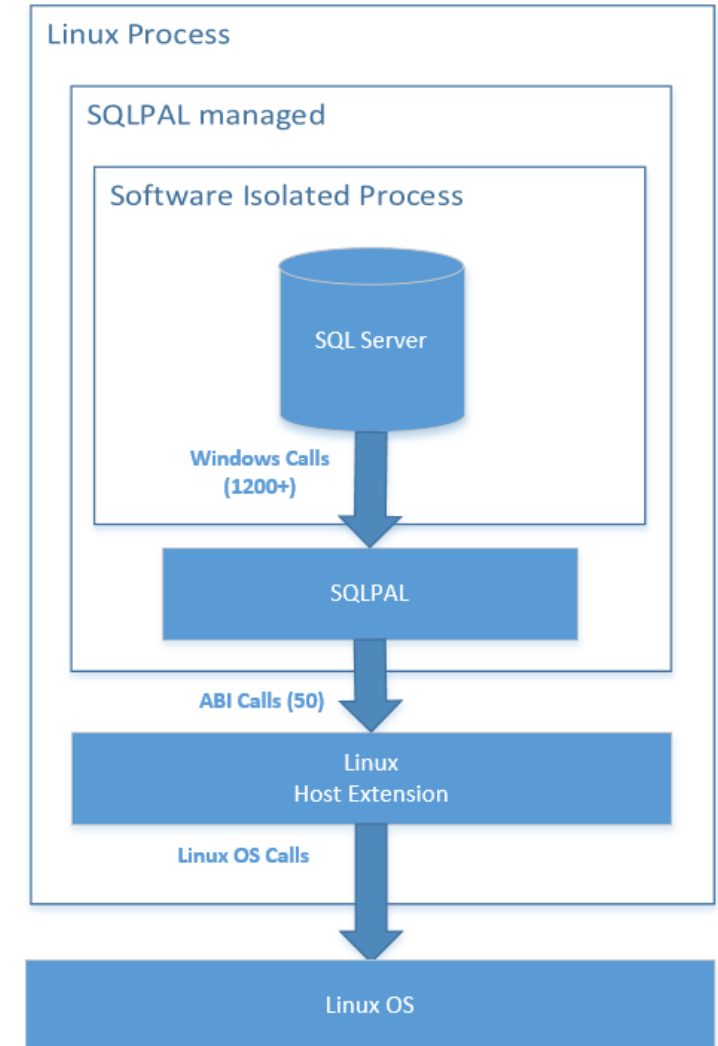 Linux Process
SQLPAL managed
Software Isolated Process
SQL Server
Windows Calls
(1200+)
SQLPAL
ABI Calls (50)
Linux
Host Extension
Linux OS Calls
Linux OS